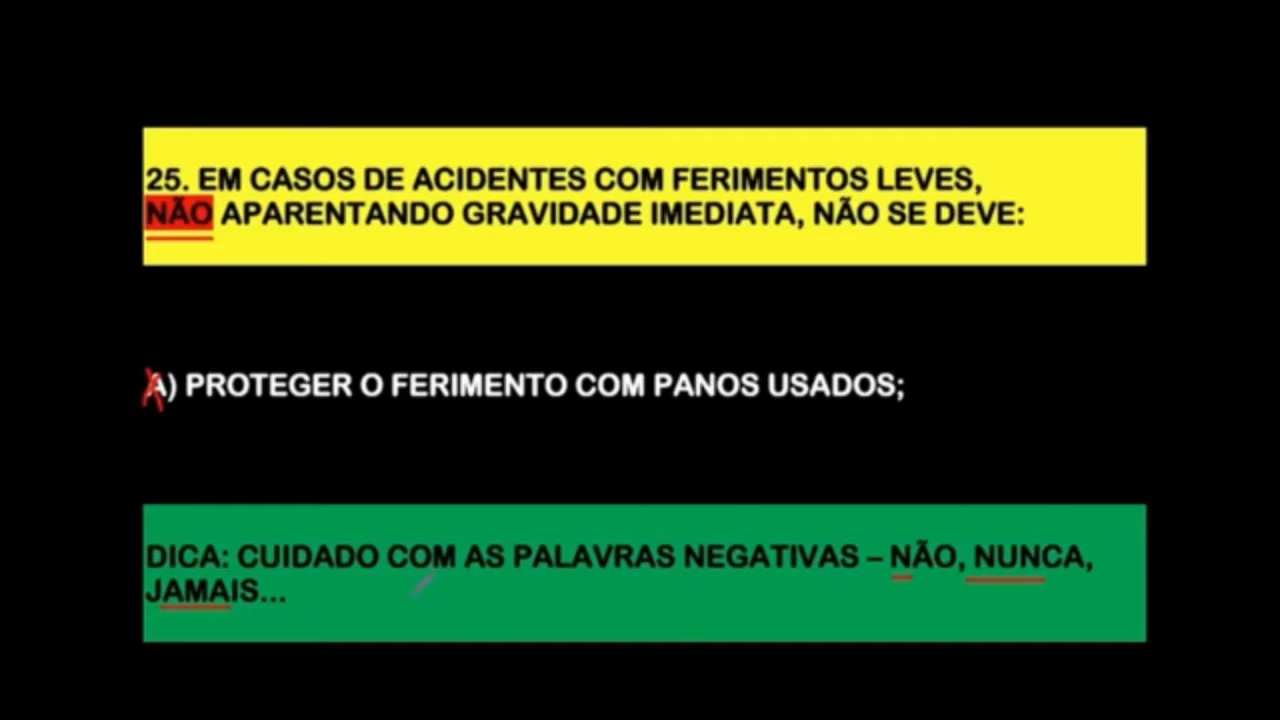 25. EM CASOS DE ACIDENTES COM FERIMENTOS LEVES,
NÃO APARENTANDO GRAVIDADE IMEDIATA, NÃO SE DEVE:
A) PROTEGER O FERIMENTO COM PANOS USADOS;
DICA: CUIDADO COM AS PALAVRAS NEGATIVAS – NÃO, NUNCA,
JAMAIS...